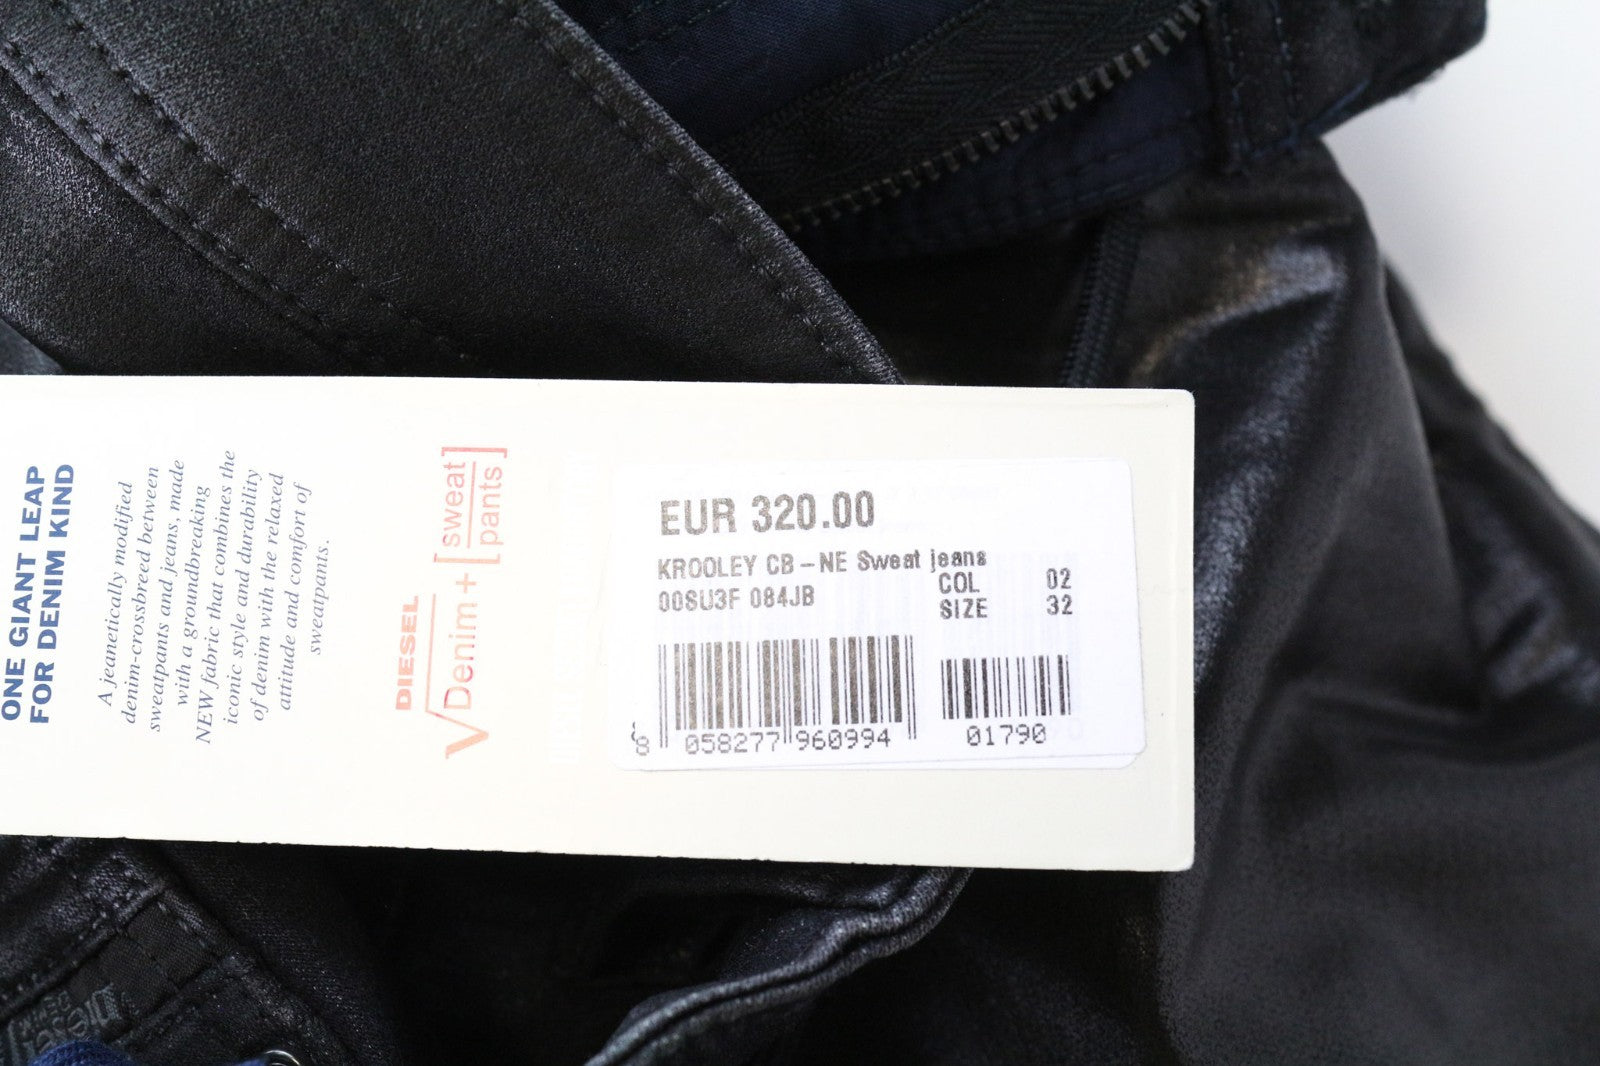 ONE GIANT LEAP
FOR DENIM KIND
A jeanetically modified
denim-crossbreed between
sweatpants and jeans, made
with a groundbreaking
NEW fabric that combines the
iconic style and durability
of denim with the relaxed
attitude and comfort of
sweatpants.
DIESEL
√Denim + [sweat
pants]
EUR 320.00
KROOLEY CB-NE Sweat jeans
00SU3F 084JB
COL 02
SIZE 32
8 058277 960994
01790